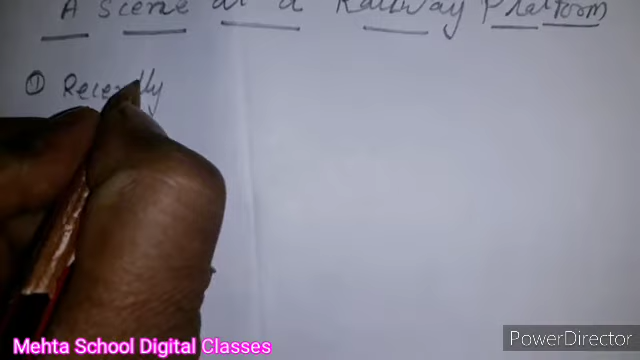 A Scene at a Railway Platform
① Recently
Mehta School Digital Classes
PowerDirector